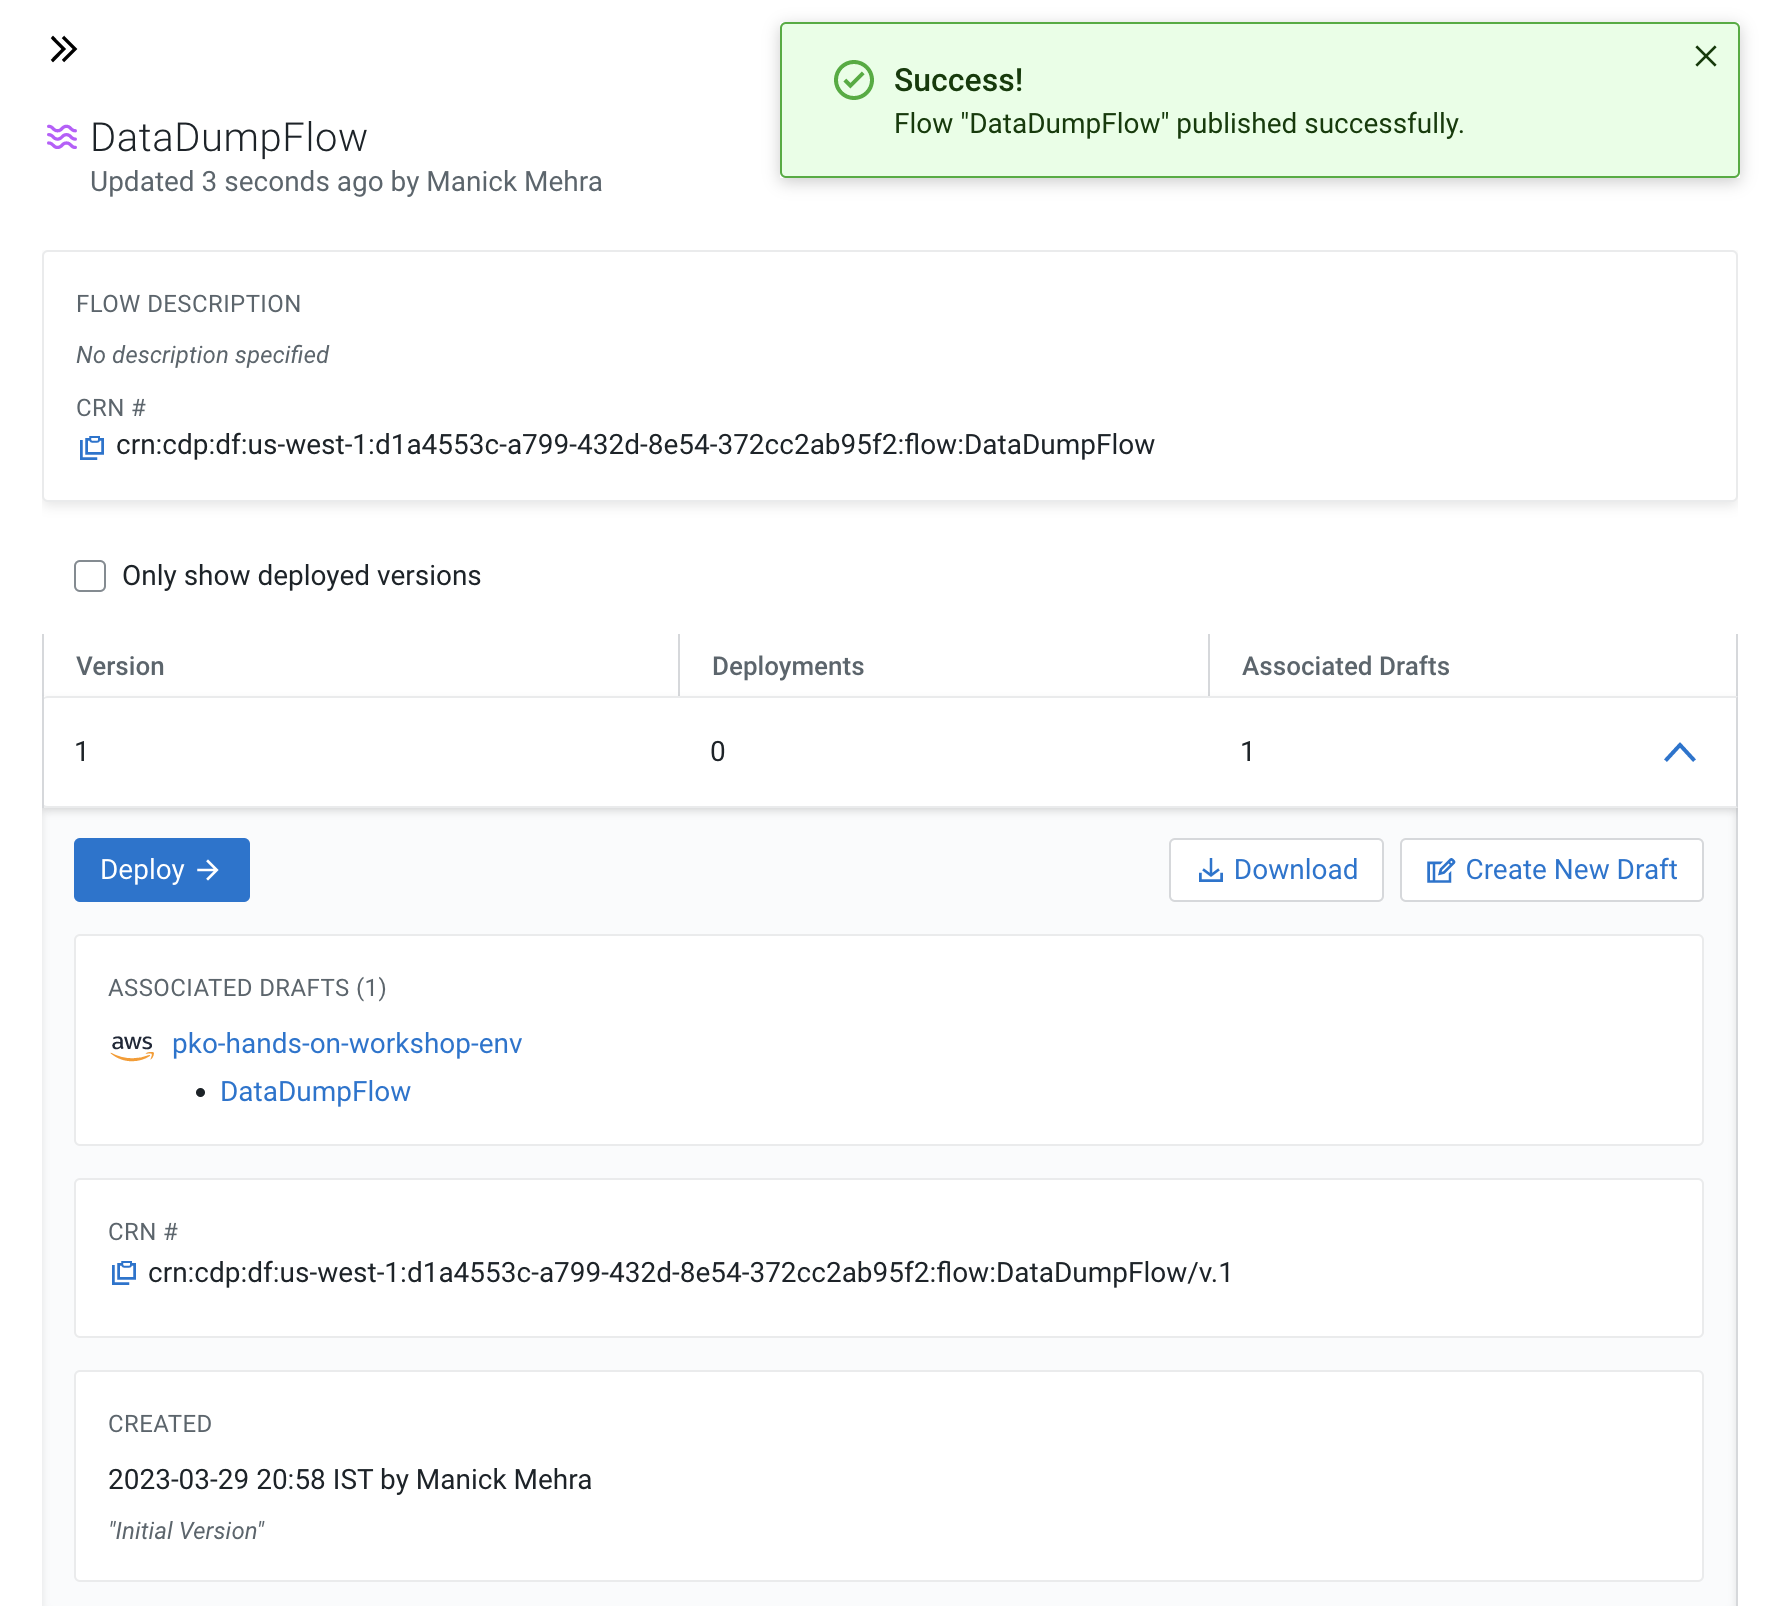 DataDumpFlow
Updated 3 seconds ago by Manick Mehra
Success!
Flow "DataDumpFlow" published successfully.
FLOW DESCRIPTION
No description specified
CRN #
crn:cdp:df:us-west-1:d1a4553c-a799-432d-8e54-372cc2ab95f2:flow:DataDumpFlow
Only show deployed versions
Version Deployments Associated Drafts
1 0 1
Deploy Download Create New Draft
ASSOCIATED DRAFTS (1)
aws pko-hands-on-workshop-env
• DataDumpFlow
CRN #
crn:cdp:df:us-west-1:d1a4553c-a799-432d-8e54-372cc2ab95f2:flow:DataDumpFlow/v.1
CREATED
2023-03-29 20:58 IST by Manick Mehra
"Initial Version"